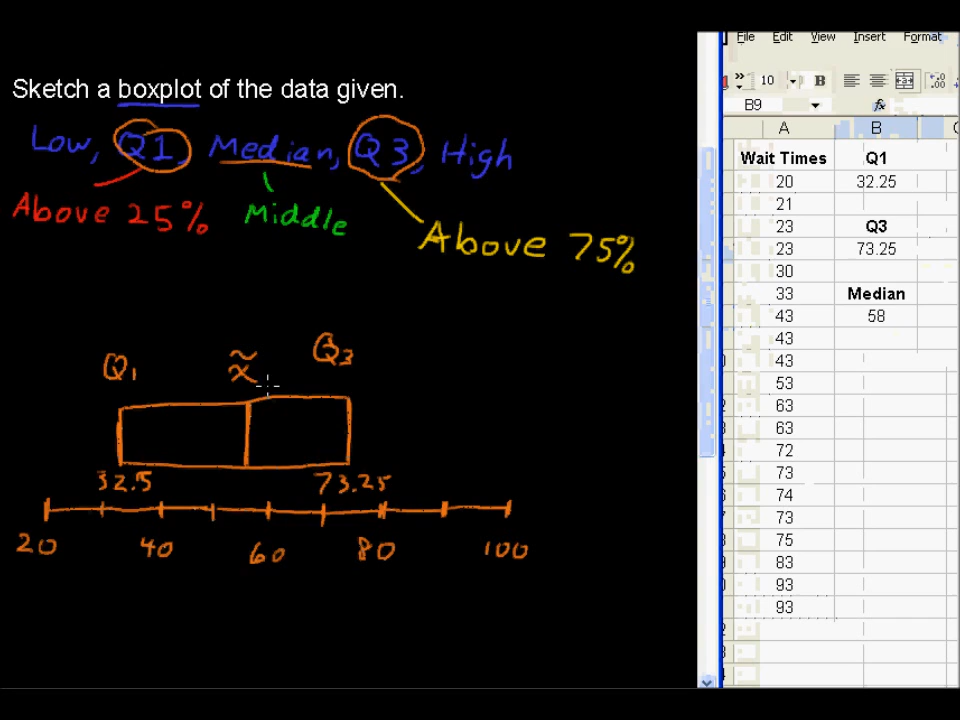 Sketch a boxplot of the data given.
Low, Q1, Median, Q3, High
Above 25%
Middle
Above 75%
Q1 x̃ Q3
32.5 73.25
20 40 60 80 100
File Edit View Insert Format
» 10 B
B9 fx
A B
Wait Times Q1
20 32.25
21
23 Q3
23 73.25
30
33 Median
43 58
43
43
53
63
63
72
73
74
73
75
83
93
93